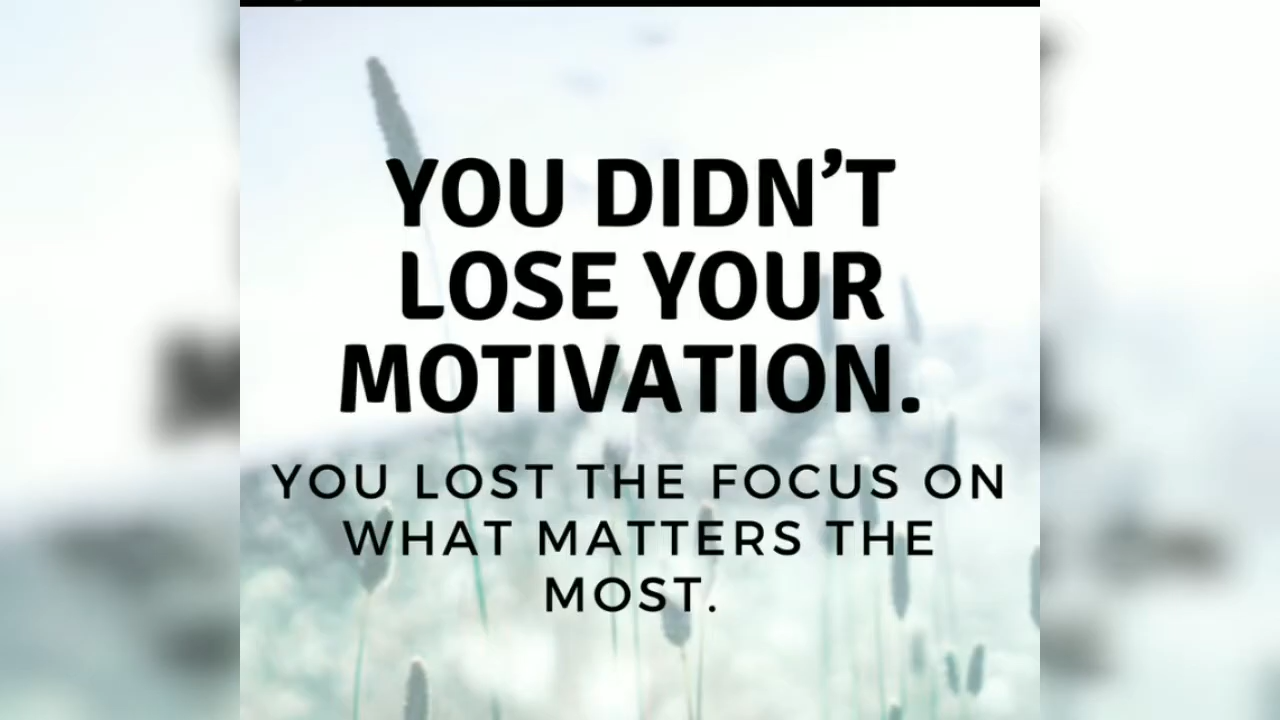 YOU DIDN’T
LOSE YOUR
MOTIVATION.
YOU LOST THE FOCUS ON
WHAT MATTERS THE
MOST.